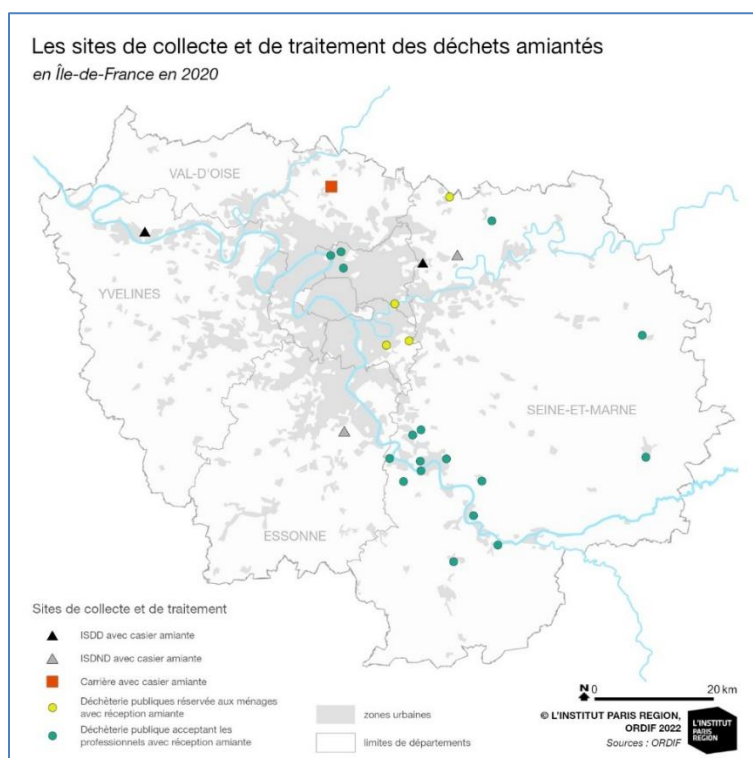 Les sites de collecte et de traitement des déchets amiantés
en Île-de-France en 2020
VAL-D'OISE
YVELINES
SEINE-ET-MARNE
ESSONNE
Sites de collecte et de traitement
ISDD avec casier amiante
ISDND avec casier amiante
Carrière avec casier amiante
Déchèterie publiques réservée aux ménages
avec réception amiante
Déchèterie publique acceptant les
professionnels avec réception amiante
zones urbaines
limites de départements
N 0 20 km
© L'INSTITUT PARIS REGION,
ORDIF 2022
Sources : ORDIF
L'INSTITUT
PARIS
REGION